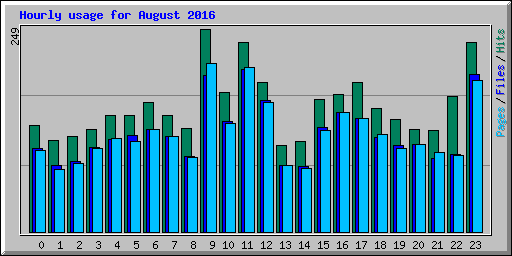 Hourly usage for August 2016
249
Pages / Files / Hits
0 1 2 3 4 5 6 7 8 9 10 11 12 13 14 15 16 17 18 19 20 21 22 23